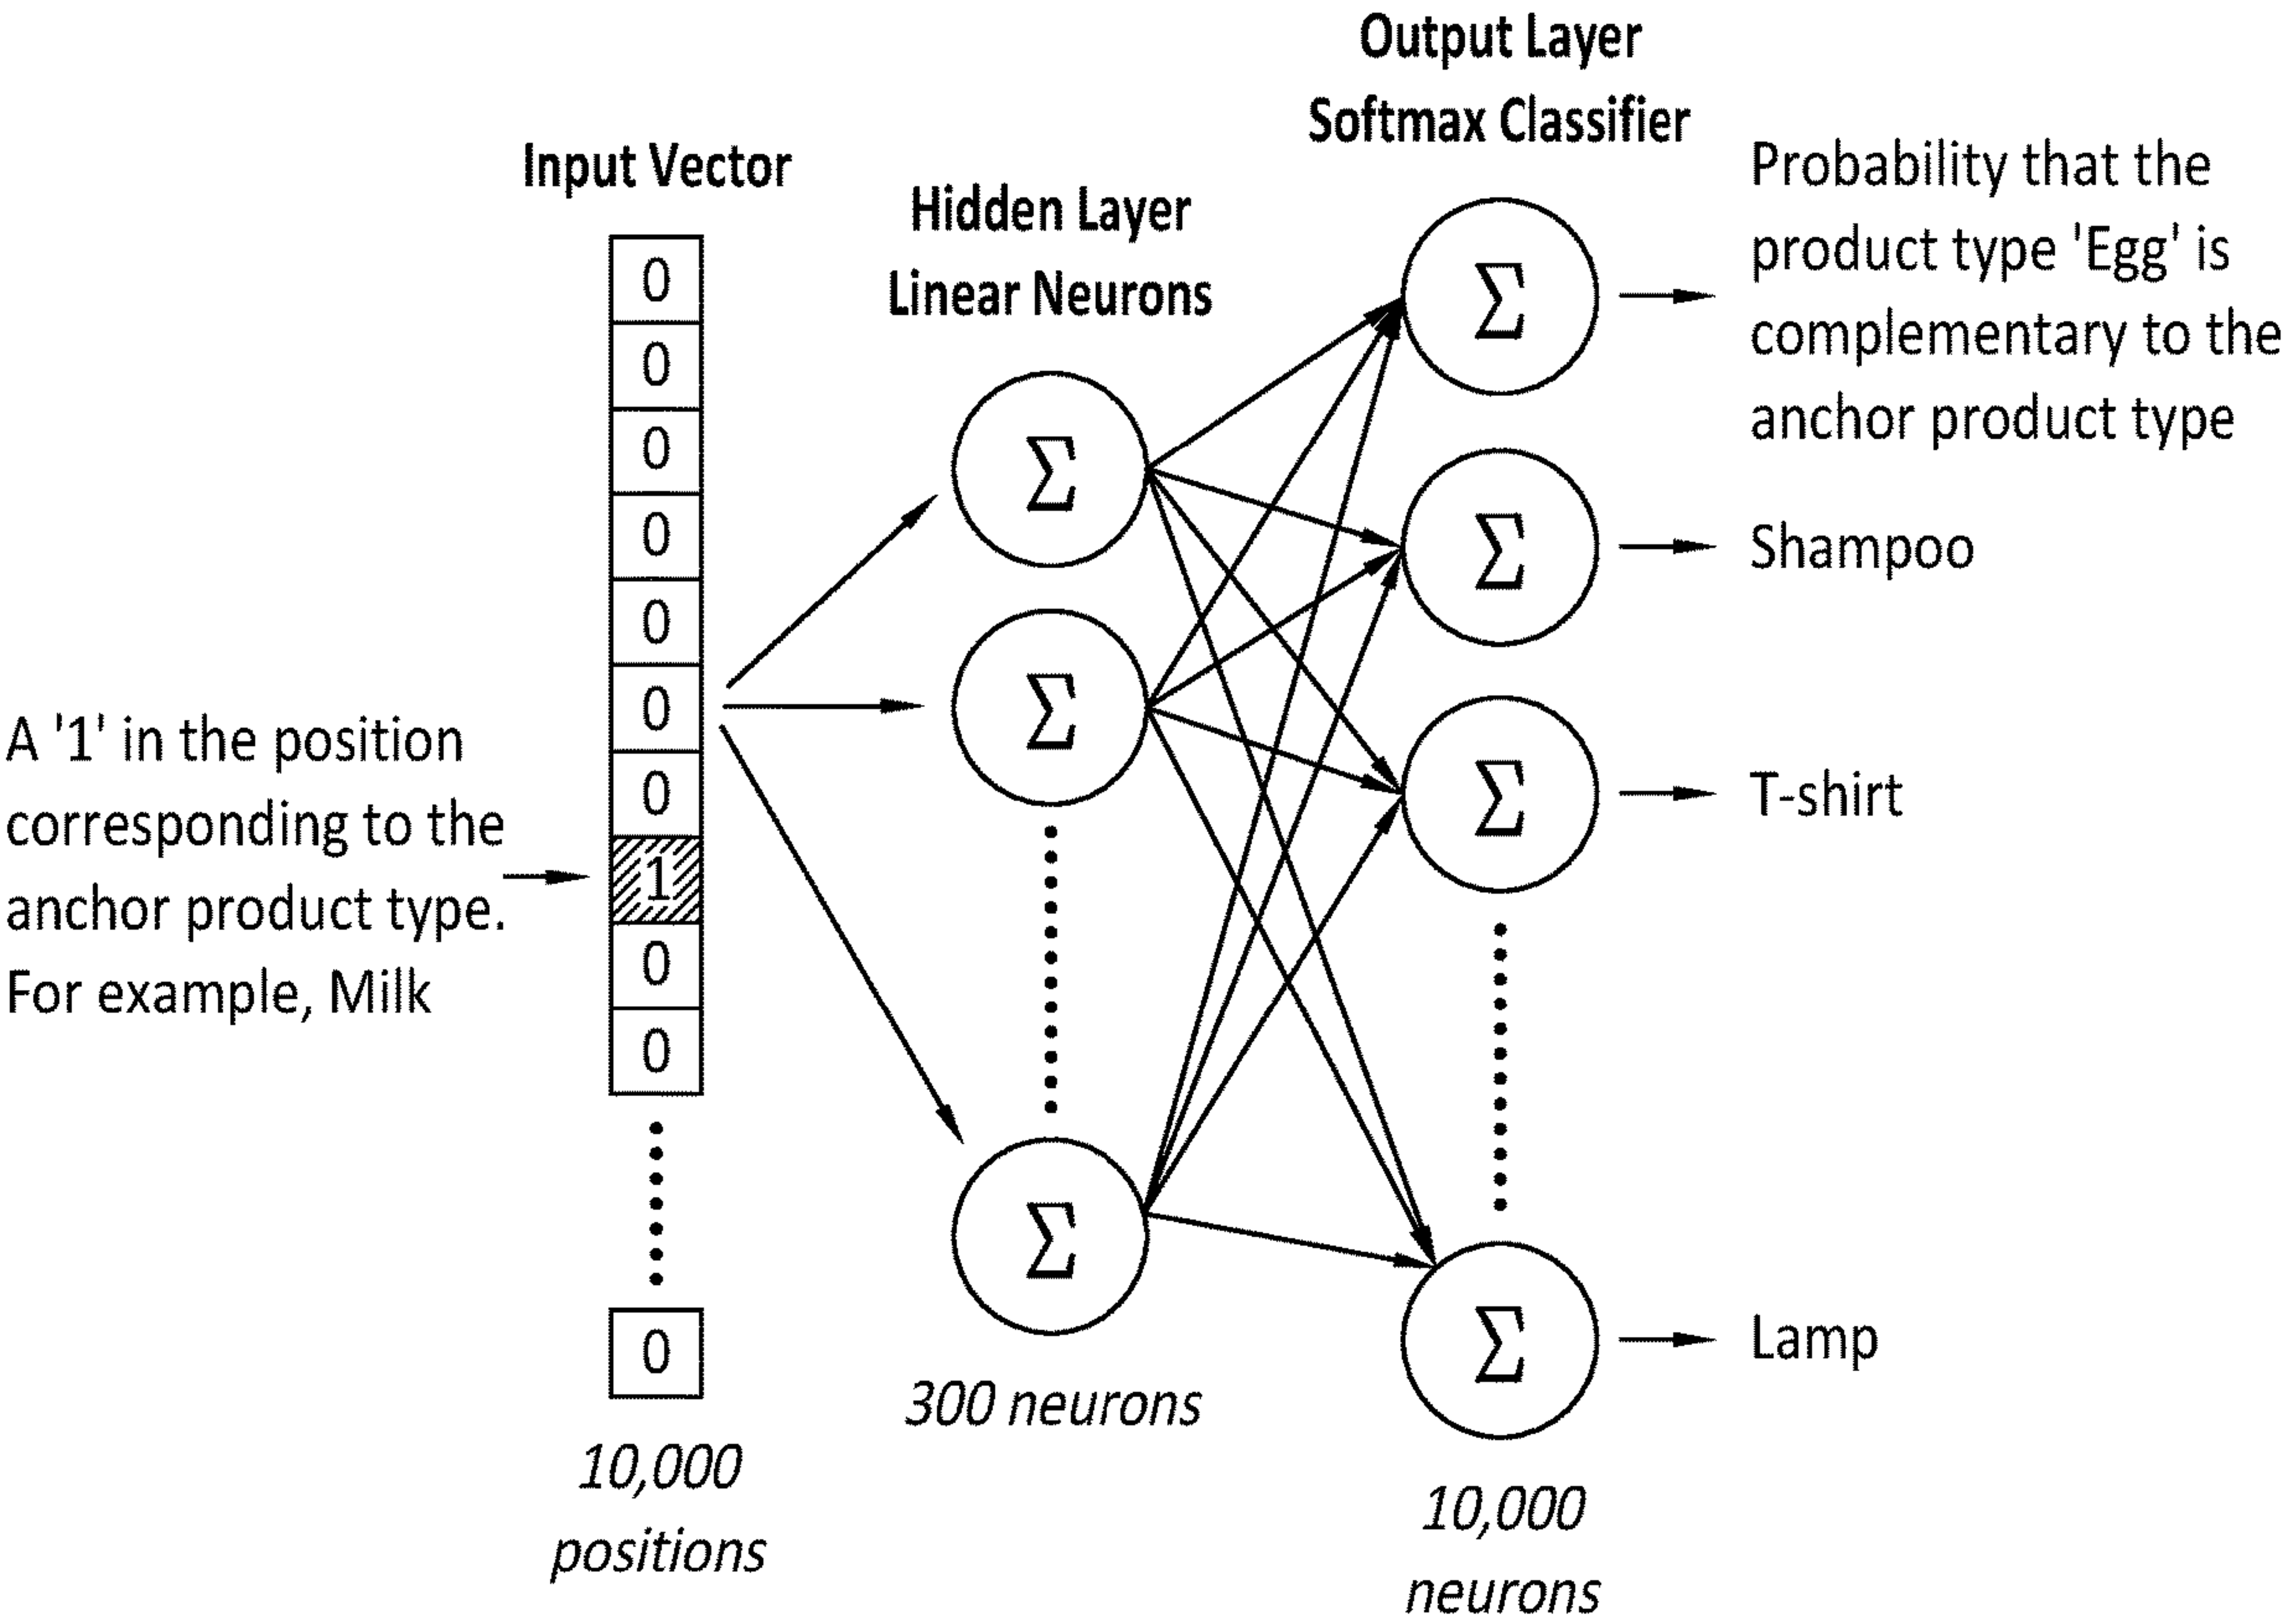 Output Layer
Softmax Classifier
Input Vector
Hidden Layer
Linear Neurons
Probability that the
product type 'Egg' is
complementary to the
anchor product type
Shampoo
T-shirt
Lamp
A '1' in the position
corresponding to the
anchor product type.
For example, Milk
0
0
0
0
0
0
0
1
0
0
0
Σ
Σ
Σ
Σ
Σ
Σ
Σ
10,000
positions
300 neurons
10,000
neurons